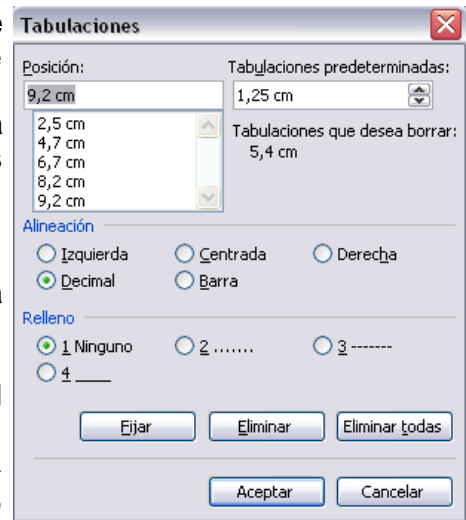 Tabulaciones
Posición:
Tabulaciones predeterminadas:
9,2 cm
1,25 cm
2,5 cm
4,7 cm
6,7 cm
8,2 cm
9,2 cm
Tabulaciones que desea borrar:
5,4 cm
Alineación
Izquierda
Centrada
Derecha
Decimal
Barra
Relleno
1 Ninguno
2 .......
3 -------
4 ____
Fijar
Eliminar
Eliminar todas
Aceptar
Cancelar